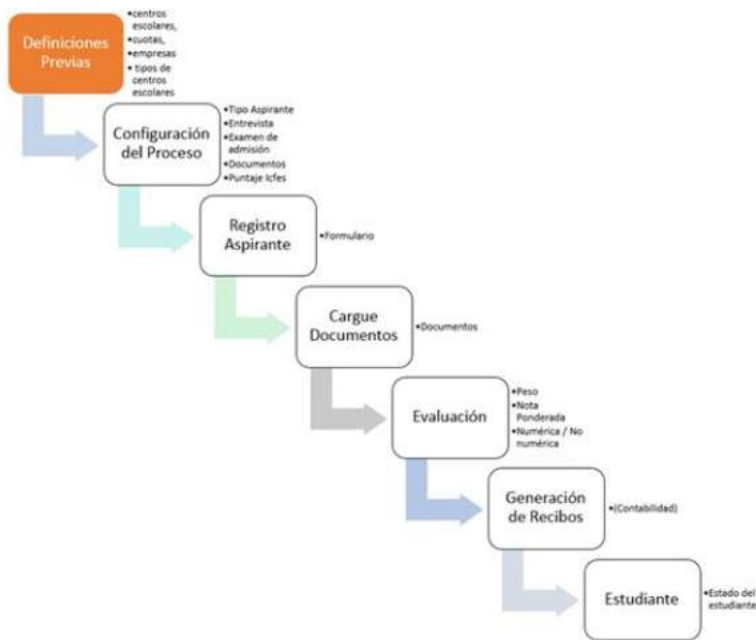 Definiciones
Previas
•centros
escolares,
•cuotas,
•empresas
• tipos de
centros
escolares
Configuración
del Proceso
•Tipo Aspirante
•Entrevista
•Examen de
admisión
•Documentos
•Puntaje Icfes
Registro
Aspirante
•Formulario
Cargue
Documentos
•Documentos
Evaluación
•Peso
•Nota
Ponderada
•Numérica / No
numérica
Generación
de Recibos
•(Contabilidad)
Estudiante
•Estado del
estudiante